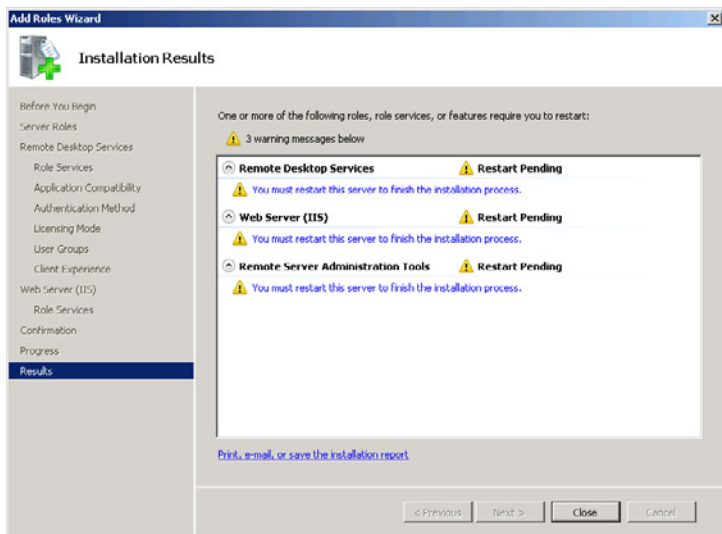 Add Roles Wizard
Installation Results
Before You Begin
Server Roles
Remote Desktop Services
Role Services
Application Compatibility
Authentication Method
Licensing Mode
User Groups
Client Experience
Web Server (IIS)
Role Services
Confirmation
Progress
Results
One or more of the following roles, role services, or features require you to restart:
3 warning messages below
Remote Desktop Services Restart Pending
You must restart this server to finish the installation process.
Web Server (IIS) Restart Pending
You must restart this server to finish the installation process.
Remote Server Administration Tools Restart Pending
You must restart this server to finish the installation process.
Print, e-mail, or save the installation report
< Previous Next > Close Cancel